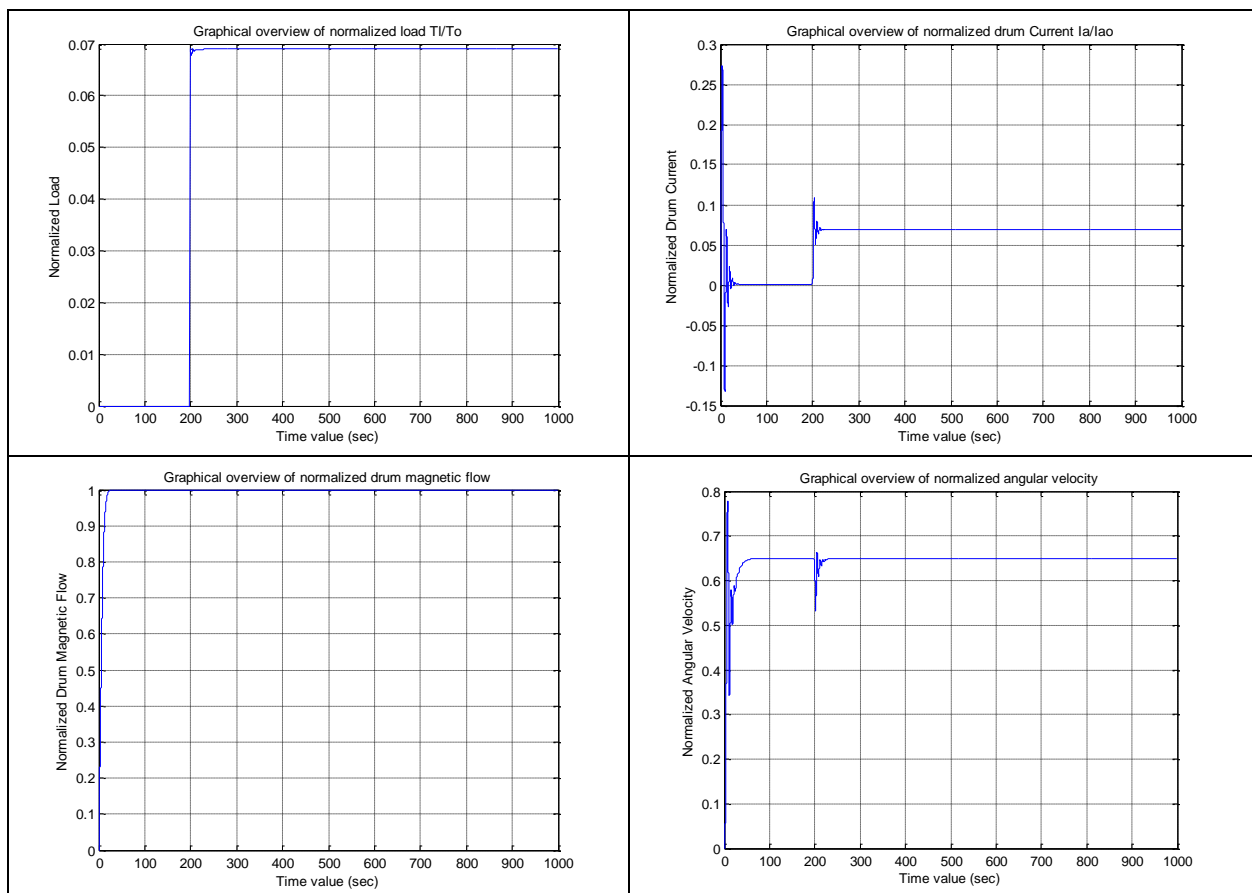 Graphical overview of normalized load Tl/To
0.07
0.06
0.05
0.04
0.03
0.02
0.01
0
Normalized Load
0 100 200 300 400 500 600 700 800 900 1000
Time value (sec)
Graphical overview of normalized drum Current Ia/Iao
0.3
0.25
0.2
0.15
0.1
0.05
0
-0.05
-0.1
-0.15
Normalized Drum Current
0 100 200 300 400 500 600 700 800 900 1000
Time value (sec)
Graphical overview of normalized drum magnetic flow
1
0.9
0.8
0.7
0.6
0.5
0.4
0.3
0.2
0.1
0
Normalized Drum Magnetic Flow
0 100 200 300 400 500 600 700 800 900 1000
Time value (sec)
Graphical overview of normalized angular velocity
0.8
0.7
0.6
0.5
0.4
0.3
0.2
0.1
0
Normalized Angular Velocity
0 100 200 300 400 500 600 700 800 900 1000
Time value (sec)